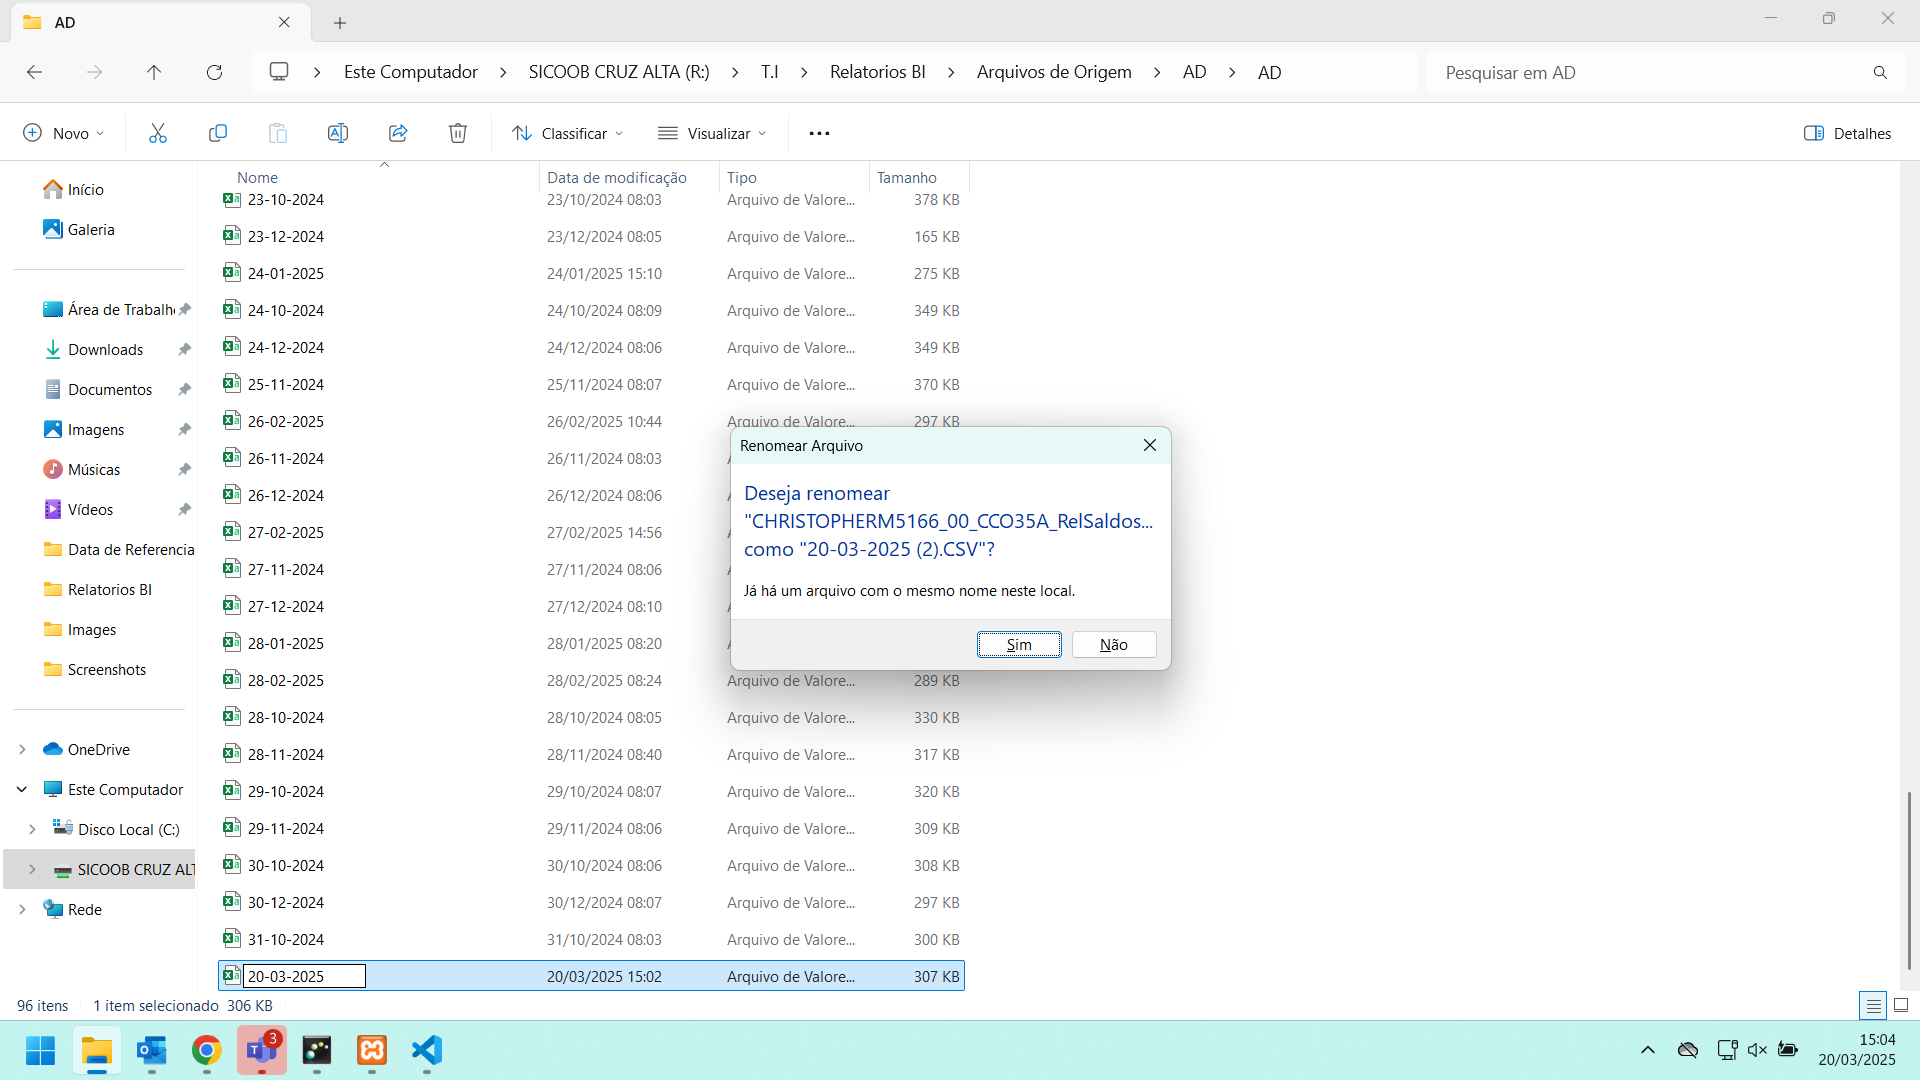 AD
Este Computador
SICOOB CRUZ ALTA (R:)
T.I
Relatorios BI
Arquivos de Origem
AD
AD
Pesquisar em AD
Novo
Classificar
Visualizar
Detalhes
Nome
Data de modificação
Tipo
Tamanho
Início
Galeria
Área de Trabalh
Downloads
Documentos
Imagens
Músicas
Vídeos
Data de Referencia
Relatorios BI
Images
Screenshots
OneDrive
Este Computador
Disco Local (C:)
SICOOB CRUZ ALT
Rede
23-10-2024 23/10/2024 08:03 Arquivo de Valore... 378 KB
23-12-2024 23/12/2024 08:05 Arquivo de Valore... 165 KB
24-01-2025 24/01/2025 15:10 Arquivo de Valore... 275 KB
24-10-2024 24/10/2024 08:09 Arquivo de Valore... 349 KB
24-12-2024 24/12/2024 08:06 Arquivo de Valore... 349 KB
25-11-2024 25/11/2024 08:07 Arquivo de Valore... 370 KB
26-02-2025 26/02/2025 10:44 Arquivo de Valore... 297 KB
26-11-2024 26/11/2024 08:03
26-12-2024 26/12/2024 08:06
27-02-2025 27/02/2025 14:56
27-11-2024 27/11/2024 08:06
27-12-2024 27/12/2024 08:10
28-01-2025 28/01/2025 08:20
28-02-2025 28/02/2025 08:24 Arquivo de Valore... 289 KB
28-10-2024 28/10/2024 08:05 Arquivo de Valore... 330 KB
28-11-2024 28/11/2024 08:40 Arquivo de Valore... 317 KB
29-10-2024 29/10/2024 08:07 Arquivo de Valore... 320 KB
29-11-2024 29/11/2024 08:06 Arquivo de Valore... 309 KB
30-10-2024 30/10/2024 08:06 Arquivo de Valore... 308 KB
30-12-2024 30/12/2024 08:07 Arquivo de Valore... 297 KB
31-10-2024 31/10/2024 08:03 Arquivo de Valore... 300 KB
20-03-2025 20/03/2025 15:02 Arquivo de Valore... 307 KB
Renomear Arquivo
Deseja renomear
"CHRISTOPHERM5166_00_CCO35A_RelSaldos...
como "20-03-2025 (2).CSV"?
Já há um arquivo com o mesmo nome neste local.
Sim
Não
96 itens
1 item selecionado 306 KB
3
15:04
20/03/2025